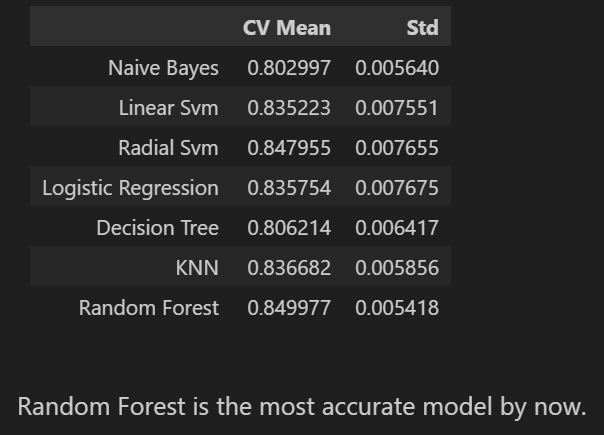 CV Mean Std
Naive Bayes 0.802997 0.005640
Linear Svm 0.835223 0.007551
Radial Svm 0.847955 0.007655
Logistic Regression 0.835754 0.007675
Decision Tree 0.806214 0.006417
KNN 0.836682 0.005856
Random Forest 0.849977 0.005418
Random Forest is the most accurate model by now.